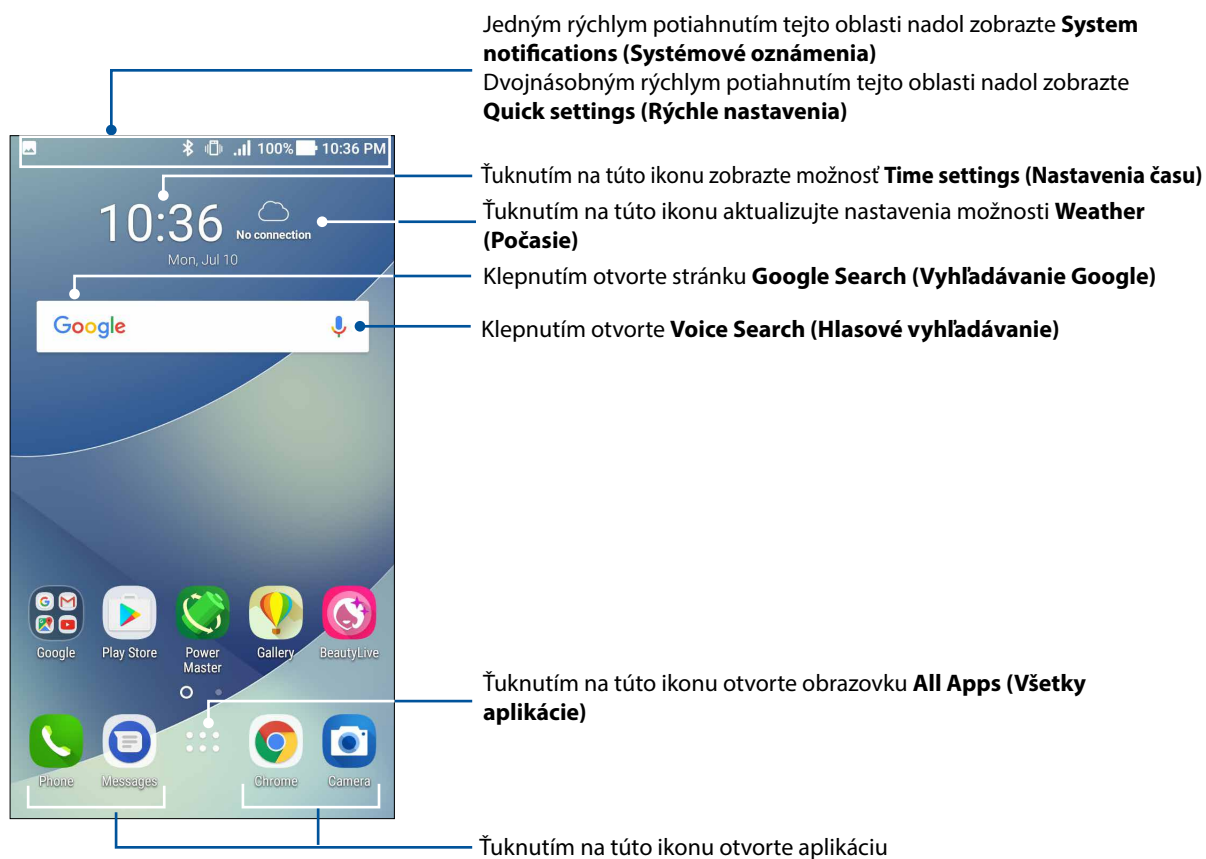 Jedným rýchlym potiahnutím tejto oblasti nadol zobrazte System
notifications (Systémové oznámenia)
Dvojnásobným rýchlym potiahnutím tejto oblasti nadol zobrazte
Quick settings (Rýchle nastavenia)
100% 10:36 PM
Ťuknutím na túto ikonu zobrazte možnosť Time settings (Nastavenia času)
10:36
No connection
Mon, Jul 10
Ťuknutím na túto ikonu aktualizujte nastavenia možnosti Weather
(Počasie)
Klepnutím otvorte stránku Google Search (Vyhľadávanie Google)
Google
Klepnutím otvorte Voice Search (Hlasové vyhľadávanie)
Google Play Store Power Master Gallery BeautyLive
Ťuknutím na túto ikonu otvorte obrazovku All Apps (Všetky
aplikácie)
Phone Messages Chrome Camera
Ťuknutím na túto ikonu otvorte aplikáciu